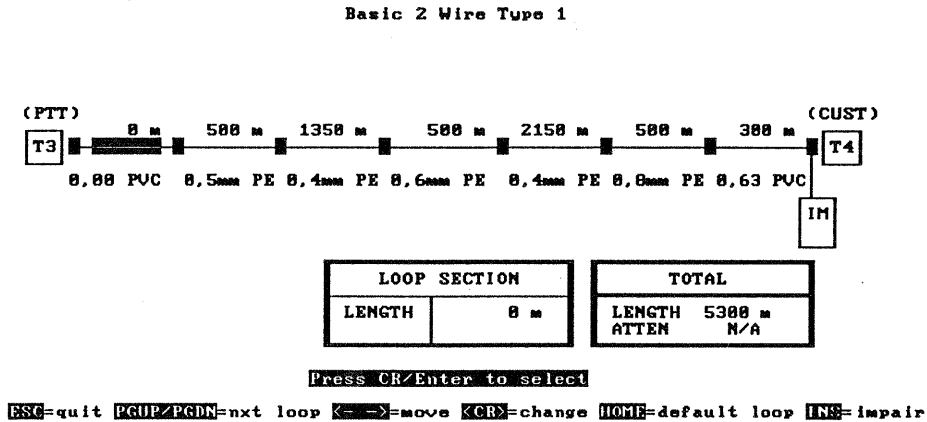 Basic 2 Wire Type 1
(PTT) (CUST)
0 m 500 m 1350 m 500 m 2150 m 500 m 300 m
T3 T4
0,00 PVC 0,5mm PE 0,4mm PE 0,6mm PE 0,4mm PE 0,8mm PE 0,63 PVC
IM
LOOP SECTION TOTAL
LENGTH 0 m LENGTH 5300 m
ATTEN N/A
Press CR/Enter to select
ESC=quit PGUP/PGDN=nxt loop <- ->=move <CR>=change HOME=default loop INS=impair